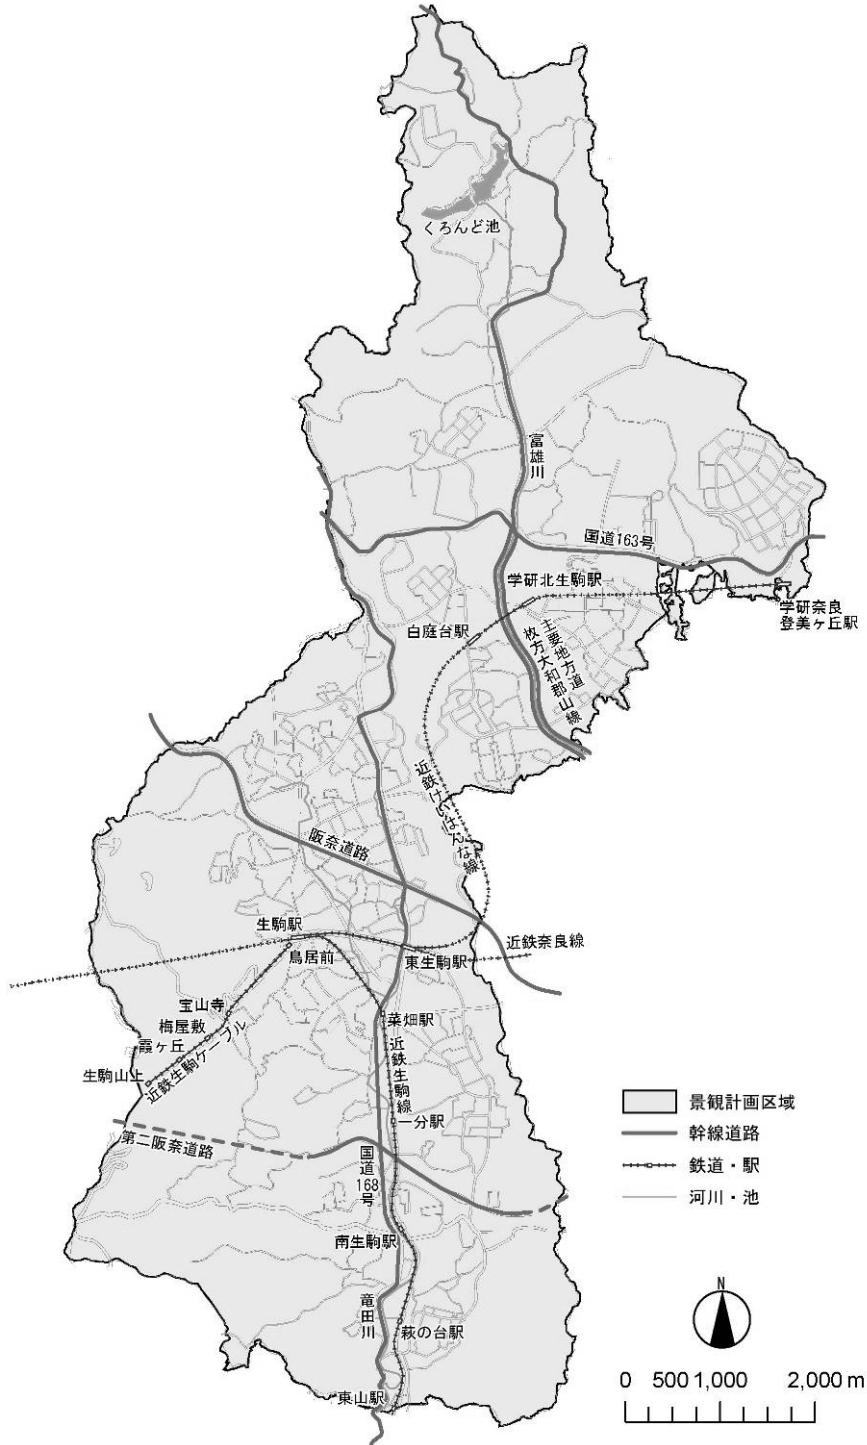 くろんど池
富雄川
国道163号
学研北生駒駅
学研奈良
登美ヶ丘駅
白庭台駅
主要地方道
枚方大和郡山線
近鉄けいはんな線
阪奈道路
生駒駅
近鉄奈良線
鳥居前
東生駒駅
宝山寺
菜畑駅
梅屋敷
霞ヶ丘
近鉄生駒ケーブル
生駒山上
近鉄生駒線
一分駅
第二阪奈道路
国道
168
号
南生駒駅
竜田川
萩の台駅
東山駅
景観計画区域
幹線道路
鉄道・駅
河川・池
N
0 500 1,000 2,000 m